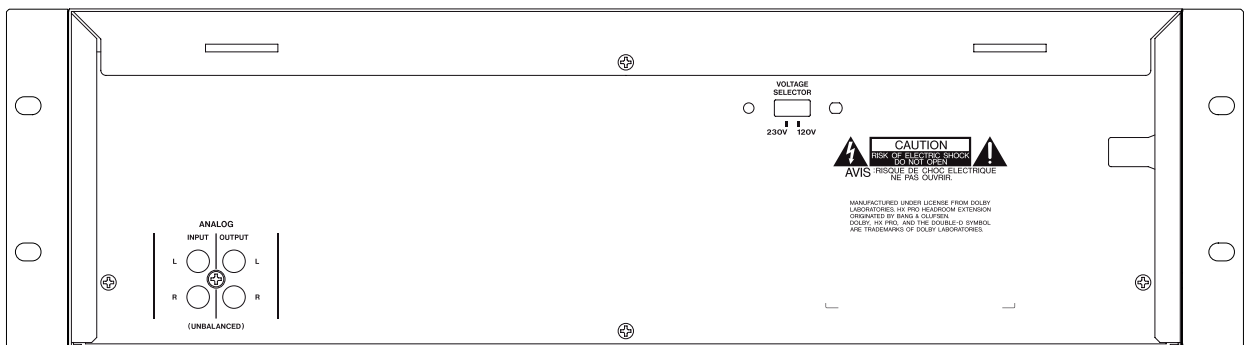 VOLTAGE
SELECTOR
230V 120V
CAUTION
RISK OF ELECTRIC SHOCK
DO NOT OPEN
AVIS :RISQUE DE CHOC ELECTRIQUE
NE PAS OUVRIR.
MANUFACTURED UNDER LICENSE FROM DOLBY
LABORATORIES. HX PRO HEADROOM EXTENSION
ORIGINATED BY BANG & OLUFSEN.
DOLBY, HX PRO, AND THE DOUBLE-D SYMBOL
ARE TRADEMARKS OF DOLBY LABORATORIES.
ANALOG
INPUT OUTPUT
L L
R R
(UNBALANCED)